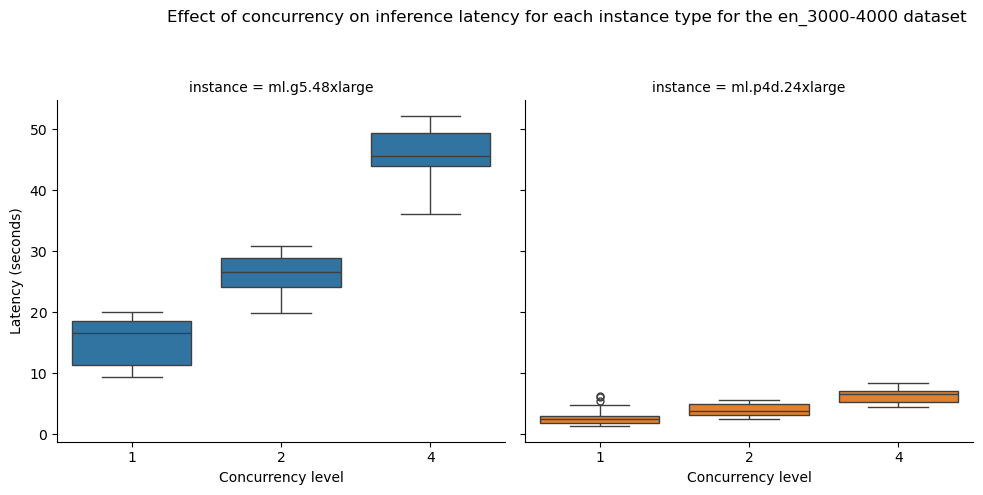 Effect of concurrency on inference latency for each instance type for the en_3000-4000 dataset
instance = ml.g5.48xlarge
instance = ml.p4d.24xlarge
Latency (seconds)
50
40
30
20
10
0
1 2 4
Concurrency level
1 2 4
Concurrency level